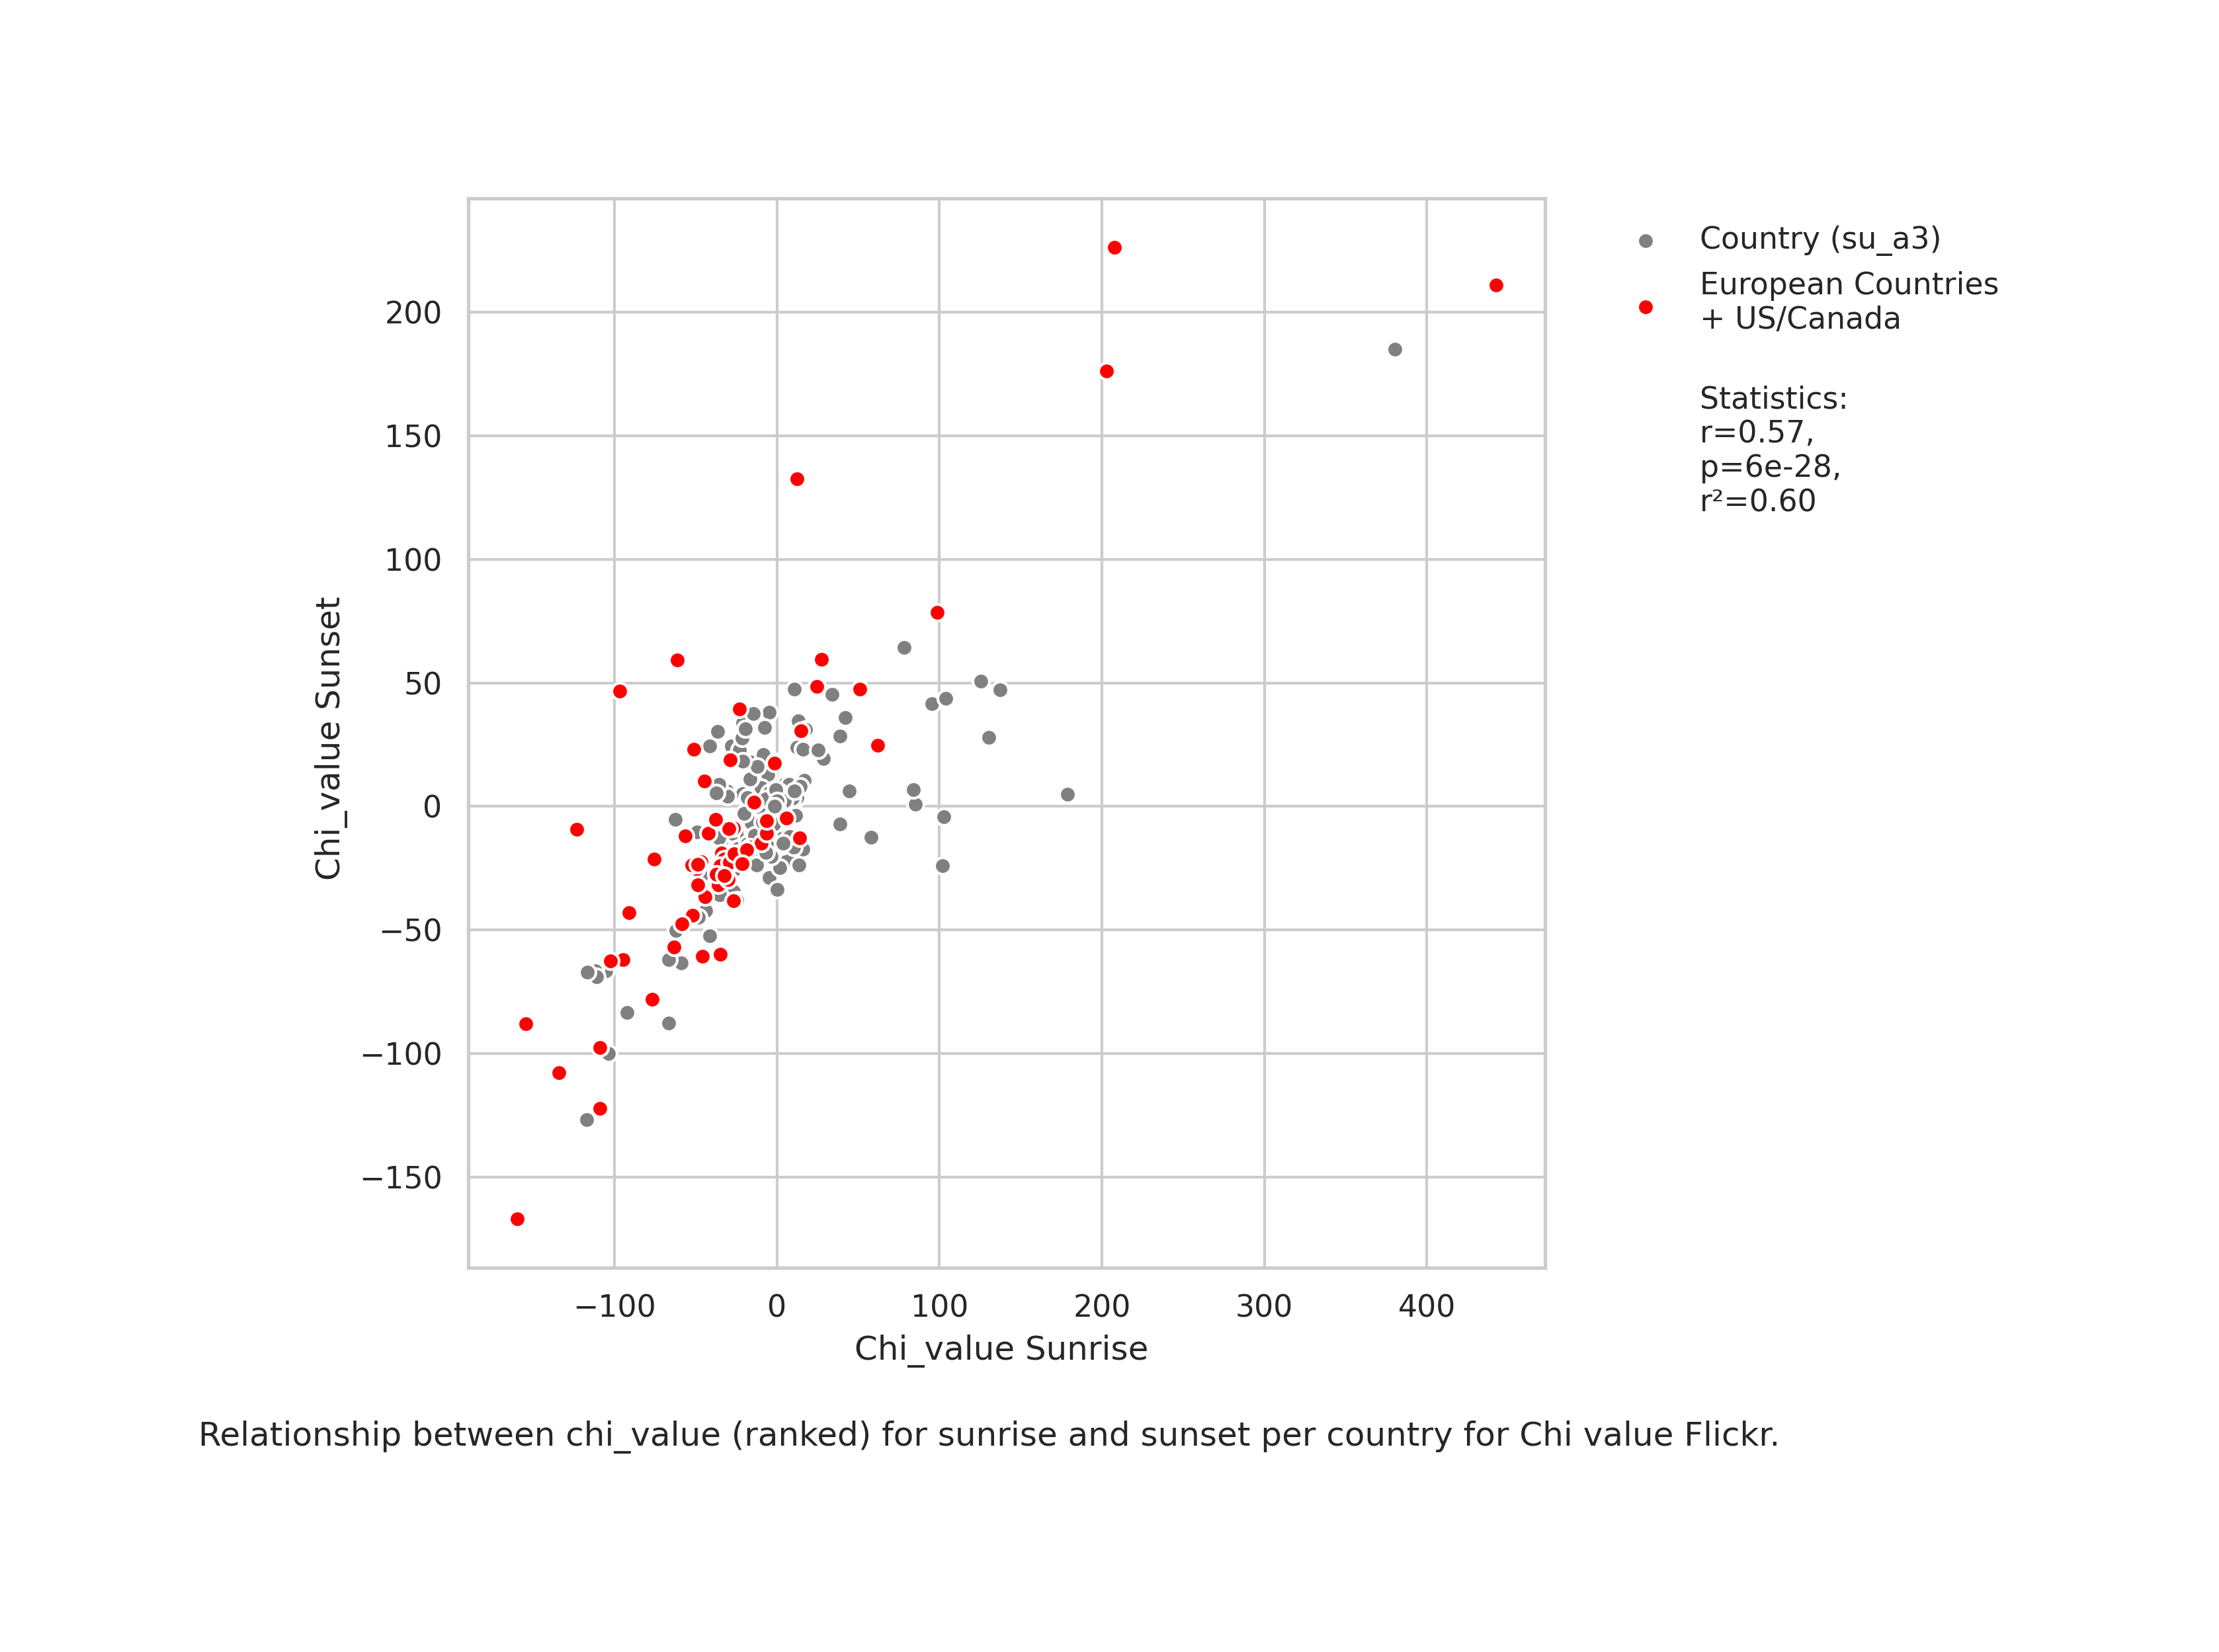 Country (su_a3)
European Countries
+ US/Canada
Statistics:
r=0.57,
p=6e-28,
r²=0.60
200
150
100
50
0
−50
−100
−150
Chi_value Sunset
−100 0 100 200 300 400
Chi_value Sunrise
Relationship between chi_value (ranked) for sunrise and sunset per country for Chi value Flickr.